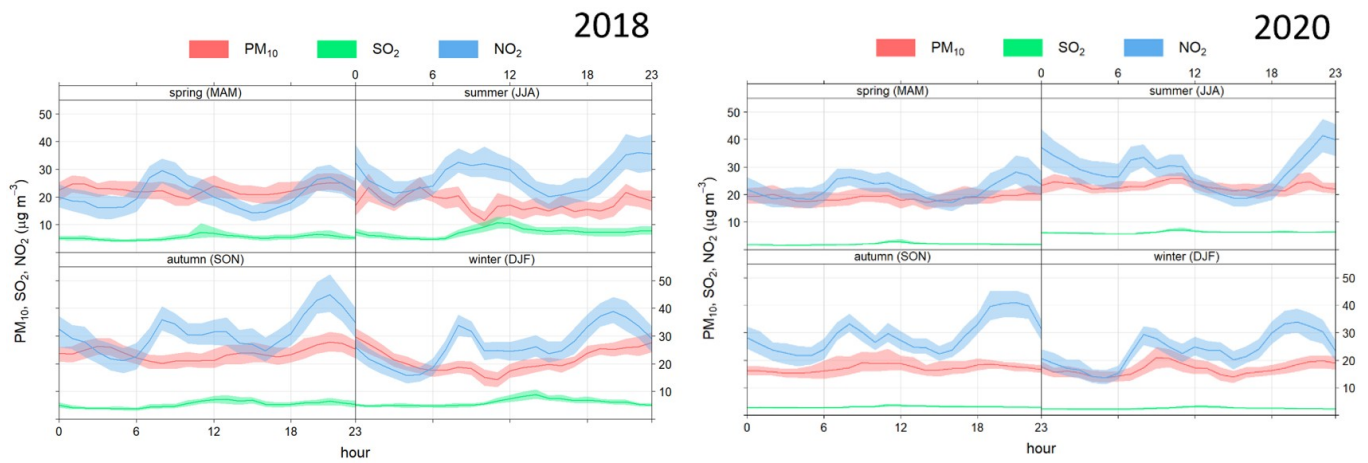 2018
PM10 SO2 NO2
0 6 12 18 23
spring (MAM) summer (JJA)
50
40
30
20
10
autumn (SON) winter (DJF)
50
40
30
20
10
0 6 12 18 23
hour
PM10, SO2, NO2 (µg m−3)
2020
PM10 SO2 NO2
0 6 12 18 23
spring (MAM) summer (JJA)
50
40
30
20
10
autumn (SON) winter (DJF)
50
40
30
20
10
0 6 12 18 23
hour
PM10, SO2, NO2 (µg m−3)